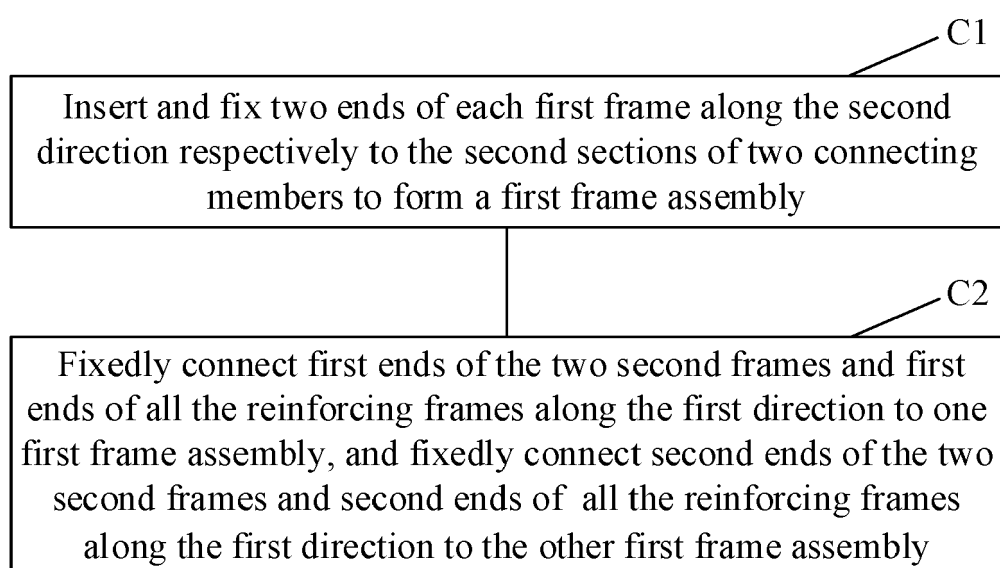 C1
Insert and fix two ends of each first frame along the second
direction respectively to the second sections of two connecting
members to form a first frame assembly
C2
Fixedly connect first ends of the two second frames and first
ends of all the reinforcing frames along the first direction to one
first frame assembly, and fixedly connect second ends of the two
second frames and second ends of all the reinforcing frames
along the first direction to the other first frame assembly